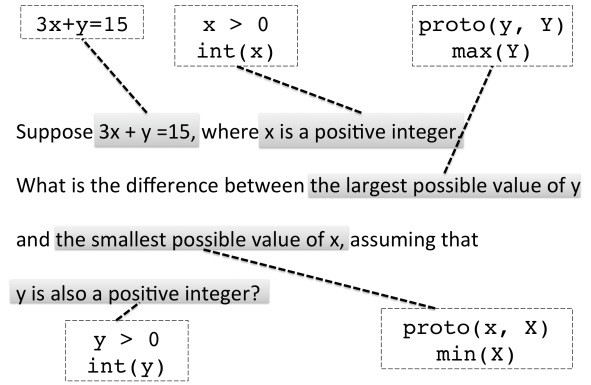 3x+y=15
x > 0
int(x)
proto(y, Y)
max(Y)
Suppose 3x + y =15, where x is a positive integer.
What is the difference between the largest possible value of y
and the smallest possible value of x, assuming that
y is also a positive integer?
y > 0
int(y)
proto(x, X)
min(X)